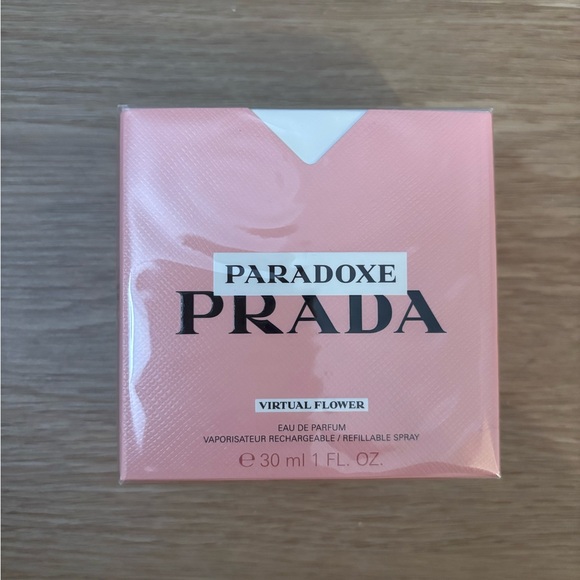 PARADOXE
PRADA
VIRTUAL FLOWER
EAU DE PARFUM
VAPORISATEUR RECHARGEABLE / REFILLABLE SPRAY
℮ 30 ml 1 FL. OZ.